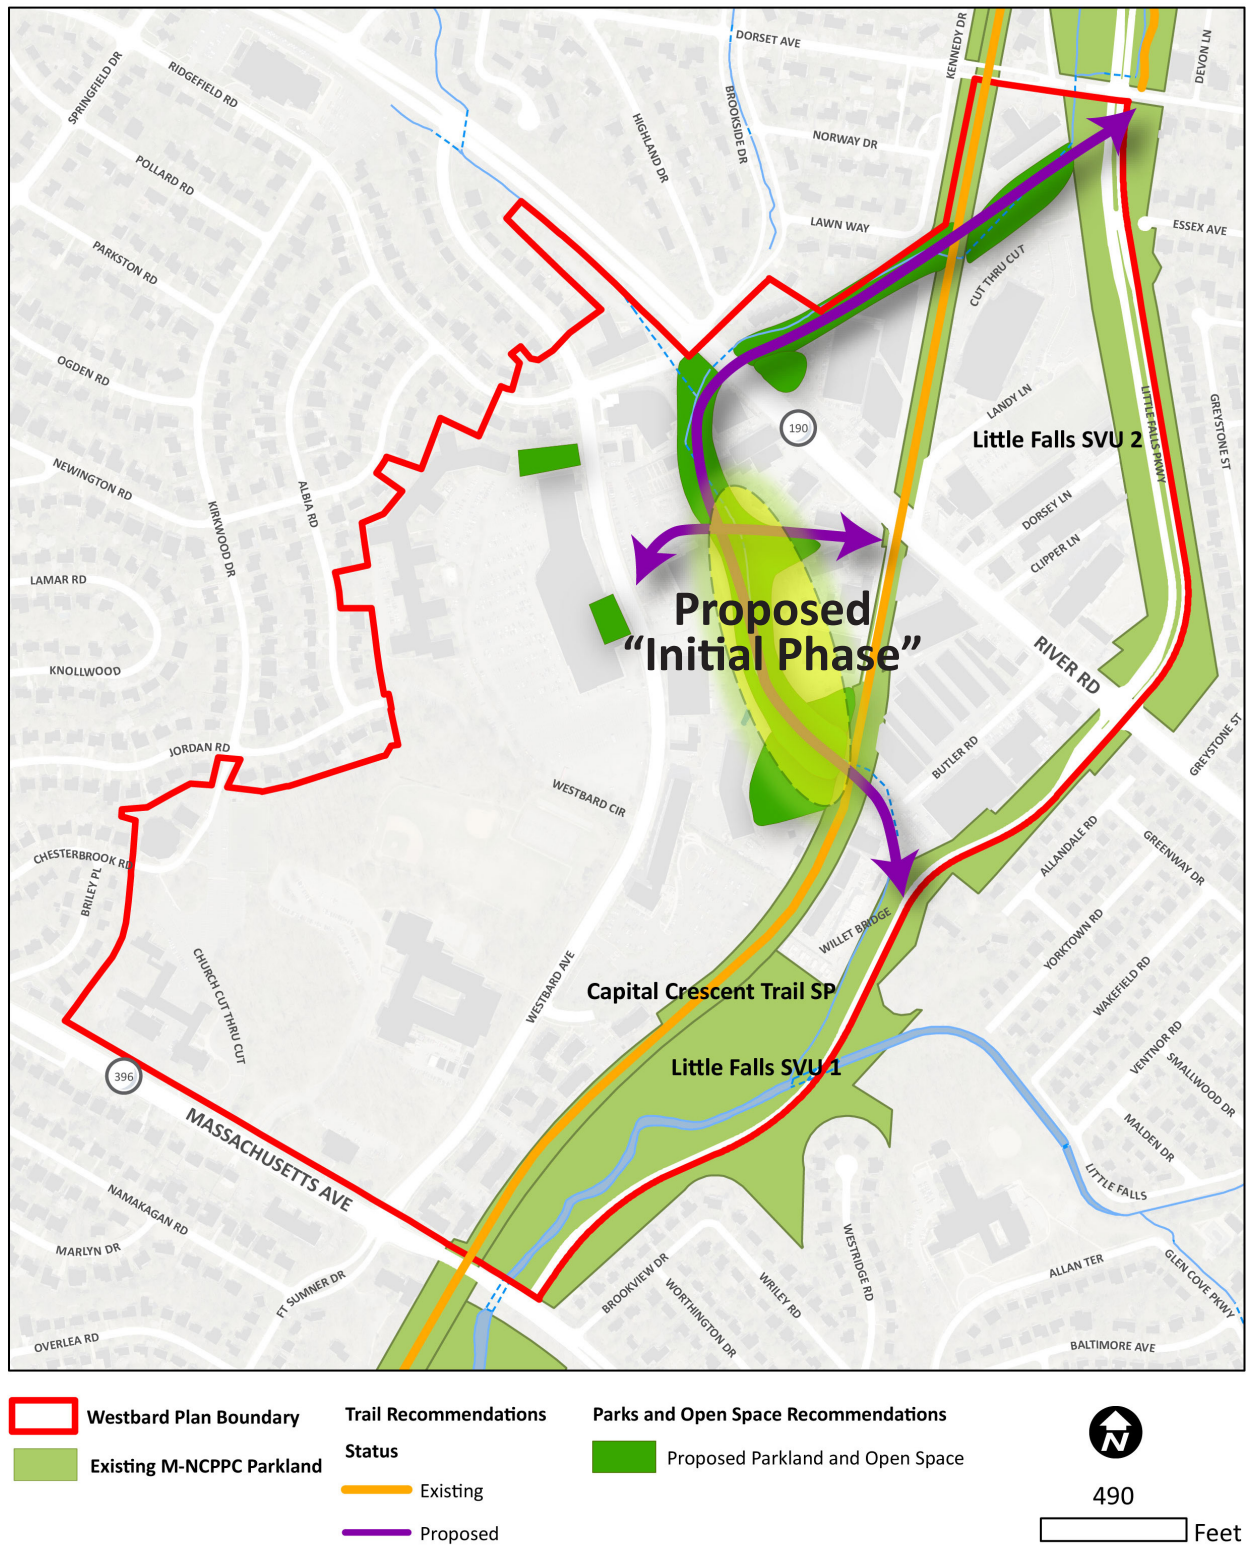 DORSET AVE
KENNEDY DR
DEVON LN
SPRINGFIELD DR
RIDGEFIELD RD
BROOKSIDE DR
HIGHLAND DR
NORWAY DR
POLLARD RD
LAWN WAY
ESSEX AVE
PARKSTON RD
CUT THRU CUT
OGDEN RD
LANDY LN
LITTLE FALLS PKWY
GREYSTONE ST
190
Little Falls SVU 2
NEWINGTON RD
ALBIA RD
KIRKWOOD DR
DORSEY LN
CLIPPER LN
LAMAR RD
Proposed
“Initial Phase”
RIVER RD
KNOLLWOOD
JORDAN RD
BUTLER RD
GREYSTONE ST
WESTBARD CIR
CHESTERBROOK RD
BRILEY PL
ALLANDALE RD
GREENWAY DR
WILLET BRIDGE
YORKTOWN RD
CHURCH CUT THRU CUT
WESTBARD AVE
WAKEFIELD RD
Capital Crescent Trail SP
Little Falls SVU 1
VENTNOR RD
SMALLWOOD DR
396
MASSACHUSETTS AVE
MALDEN DR
LITTLE FALLS
NAMAKAGAN RD
MARLYN DR
FT SUMNER DR
BROOKVIEW DR
WORTHINGTON DR
WRILEY RD
WESTRIDGE RD
ALLAN TER
GLEN COVE PKWY
OVERLEA RD
BALTIMORE AVE
Westbard Plan Boundary
Existing M-NCPPC Parkland
Trail Recommendations
Status
Existing
Proposed
Parks and Open Space Recommendations
Proposed Parkland and Open Space
N
490
Feet